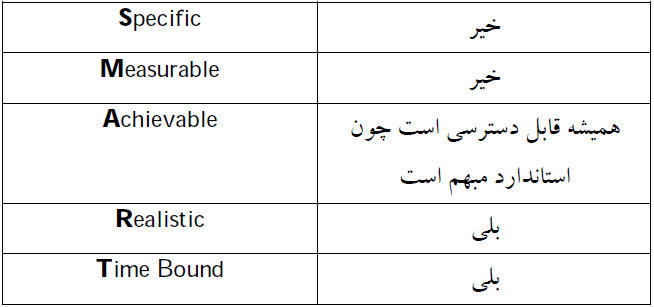 Specific
خیر
Measurable
خیر
Achievable
همیشه قابل دسترسی است چون
استاندارد مبهم است
Realistic
بلی
Time Bound
بلی